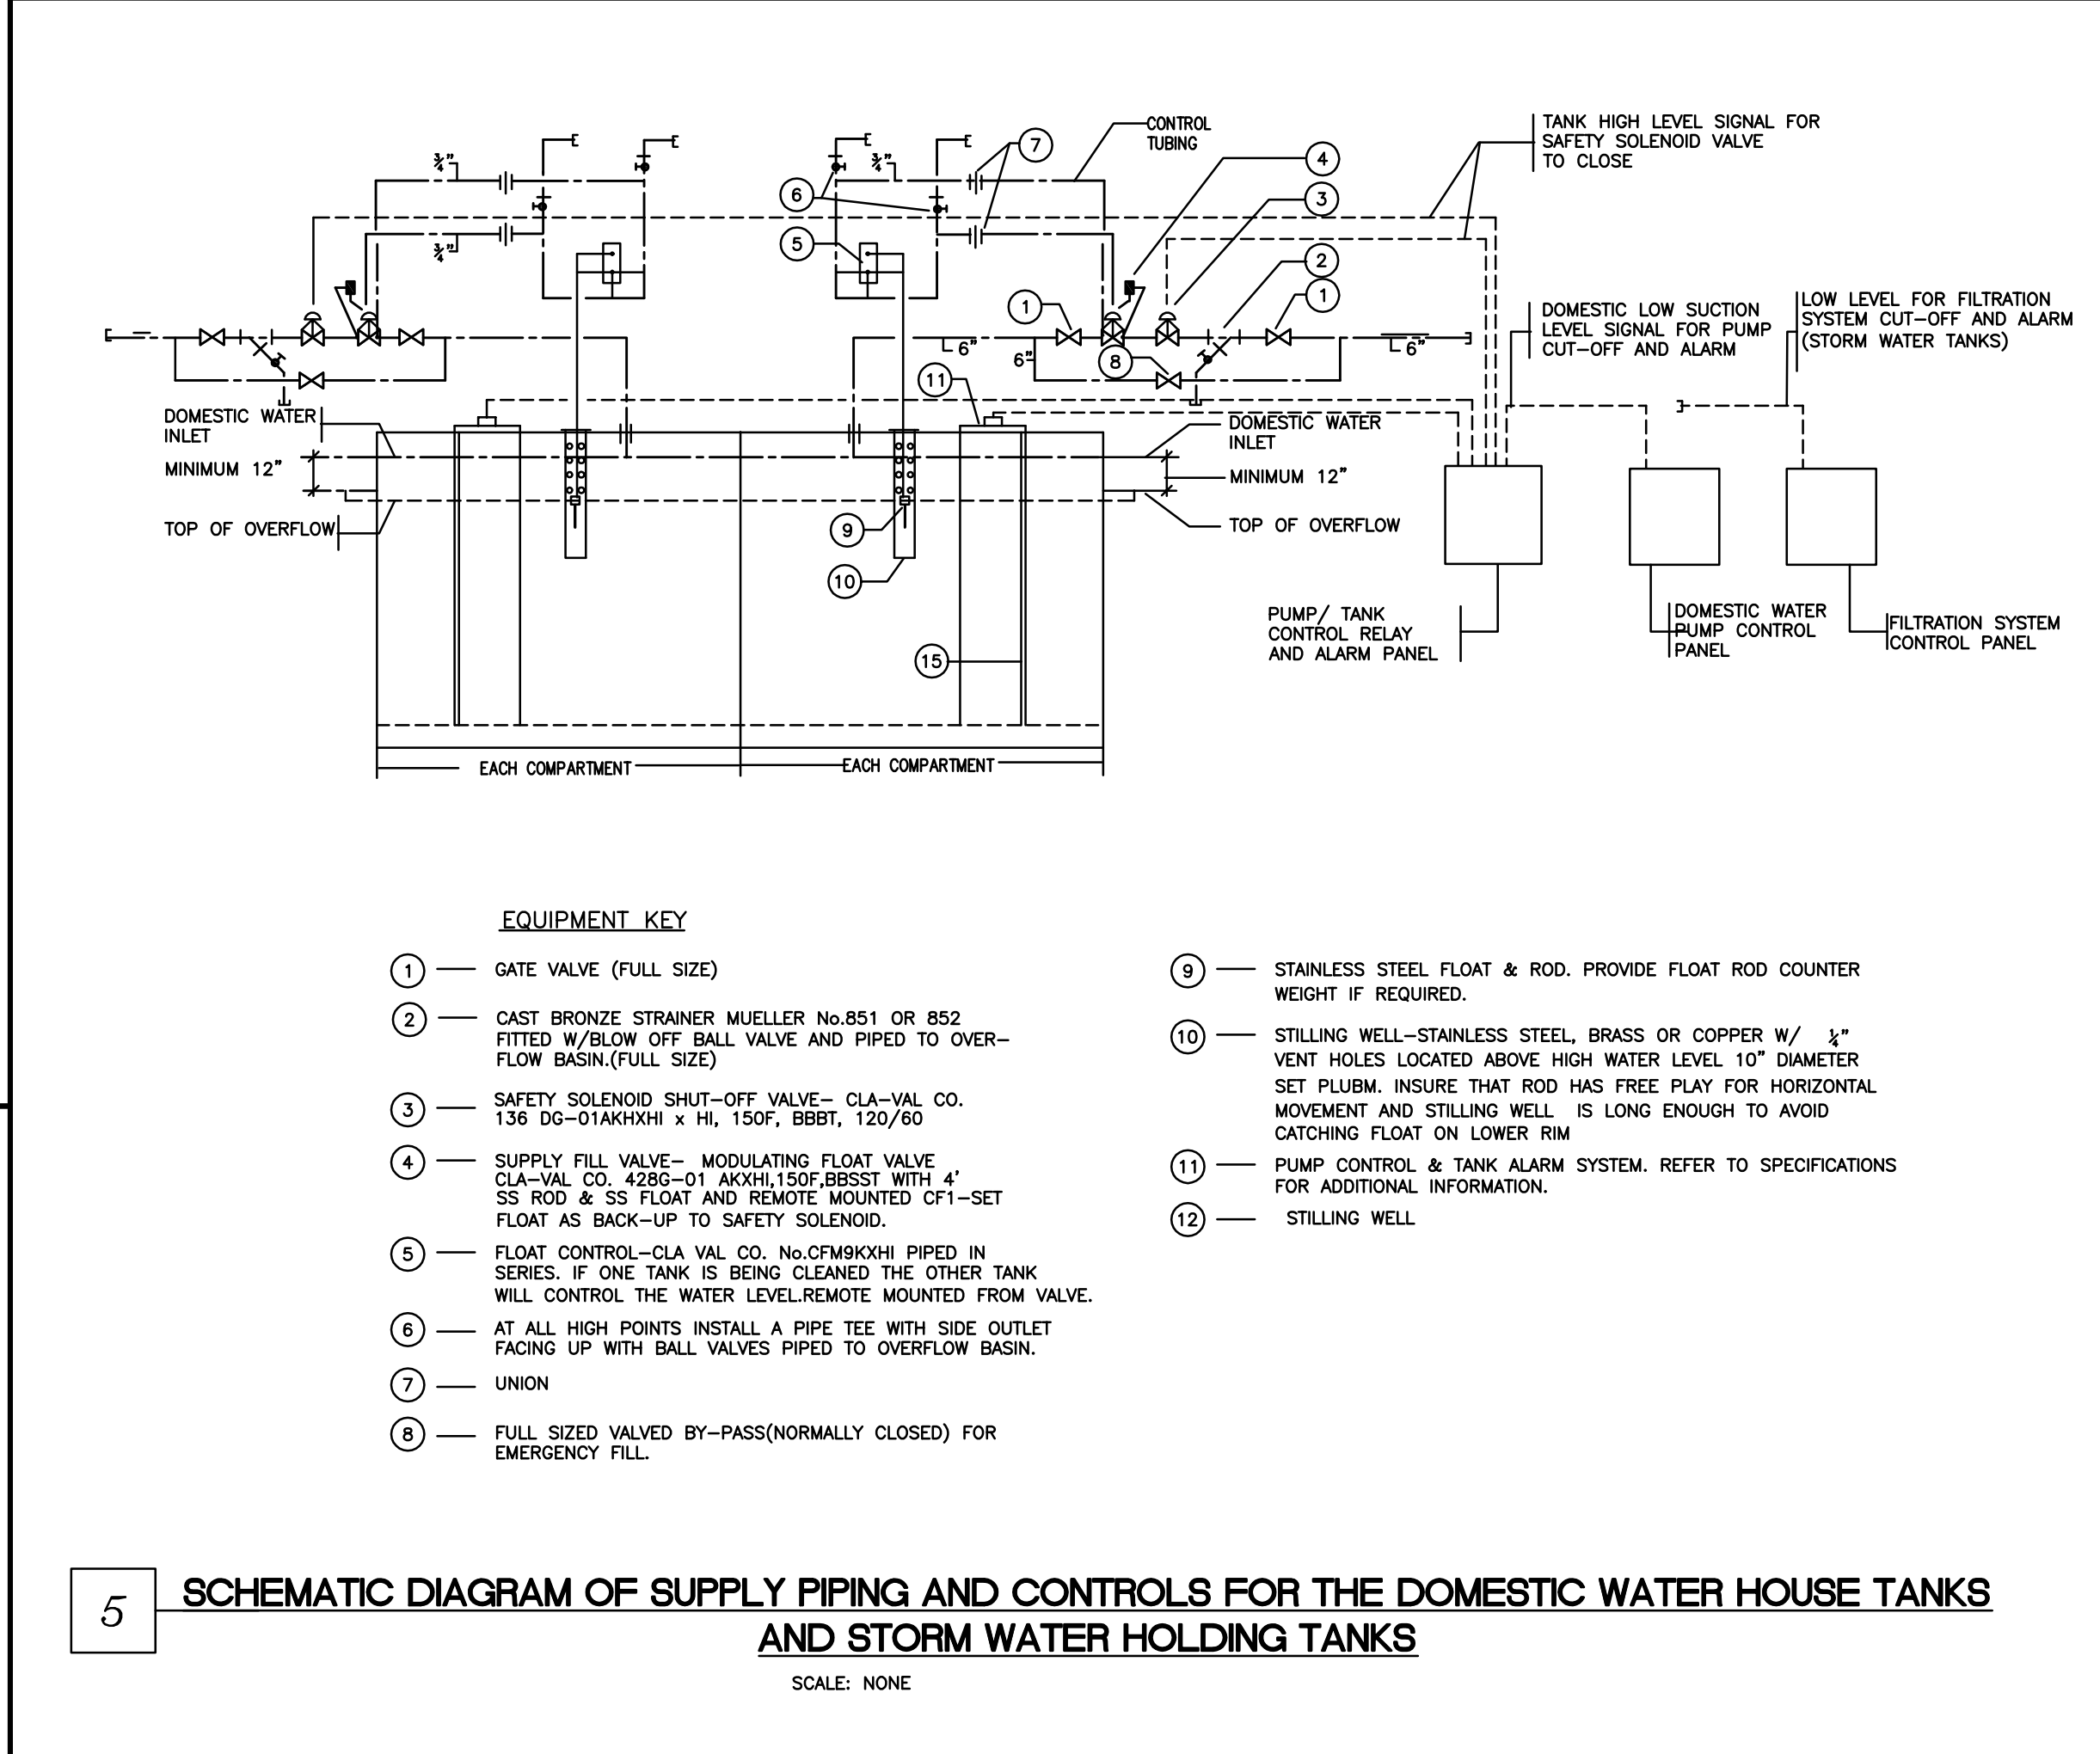 ¾"
¾"
¾"
7
CONTROL
TUBING
4
TANK HIGH LEVEL SIGNAL FOR
SAFETY SOLENOID VALVE
TO CLOSE
6
3
5
2
1
1
DOMESTIC LOW SUCTION
LEVEL SIGNAL FOR PUMP
CUT-OFF AND ALARM
LOW LEVEL FOR FILTRATION
SYSTEM CUT-OFF AND ALARM
(STORM WATER TANKS)
6"
6"
6"
8
11
DOMESTIC WATER
INLET
MINIMUM 12"
TOP OF OVERFLOW
DOMESTIC WATER
INLET
MINIMUM 12"
TOP OF OVERFLOW
9
10
15
PUMP/ TANK
CONTROL RELAY
AND ALARM PANEL
DOMESTIC WATER
PUMP CONTROL
PANEL
FILTRATION SYSTEM
CONTROL PANEL
EACH COMPARTMENT
EACH COMPARTMENT
EQUIPMENT KEY
1 GATE VALVE (FULL SIZE)
2 CAST BRONZE STRAINER MUELLER No.851 OR 852
FITTED W/BLOW OFF BALL VALVE AND PIPED TO OVER-
FLOW BASIN.(FULL SIZE)
3 SAFETY SOLENOID SHUT-OFF VALVE- CLA-VAL CO.
136 DG-01AKHXHI x HI, 150F, BBBT, 120/60
4 SUPPLY FILL VALVE- MODULATING FLOAT VALVE
CLA-VAL CO. 428G-01 AKXHI,150F,BBSST WITH 4'
SS ROD & SS FLOAT AND REMOTE MOUNTED CF1-SET
FLOAT AS BACK-UP TO SAFETY SOLENOID.
5 FLOAT CONTROL-CLA VAL CO. No.CFM9KXHI PIPED IN
SERIES. IF ONE TANK IS BEING CLEANED THE OTHER TANK
WILL CONTROL THE WATER LEVEL.REMOTE MOUNTED FROM VALVE.
6 AT ALL HIGH POINTS INSTALL A PIPE TEE WITH SIDE OUTLET
FACING UP WITH BALL VALVES PIPED TO OVERFLOW BASIN.
7 UNION
8 FULL SIZED VALVED BY-PASS(NORMALLY CLOSED) FOR
EMERGENCY FILL.
9 STAINLESS STEEL FLOAT & ROD. PROVIDE FLOAT ROD COUNTER
WEIGHT IF REQUIRED.
10 STILLING WELL-STAINLESS STEEL, BRASS OR COPPER W/ ¼"
VENT HOLES LOCATED ABOVE HIGH WATER LEVEL 10" DIAMETER
SET PLUBM. INSURE THAT ROD HAS FREE PLAY FOR HORIZONTAL
MOVEMENT AND STILLING WELL IS LONG ENOUGH TO AVOID
CATCHING FLOAT ON LOWER RIM
11 PUMP CONTROL & TANK ALARM SYSTEM. REFER TO SPECIFICATIONS
FOR ADDITIONAL INFORMATION.
12 STILLING WELL
5
SCHEMATIC DIAGRAM OF SUPPLY PIPING AND CONTROLS FOR THE DOMESTIC WATER HOUSE TANKS
AND STORM WATER HOLDING TANKS
SCALE: NONE